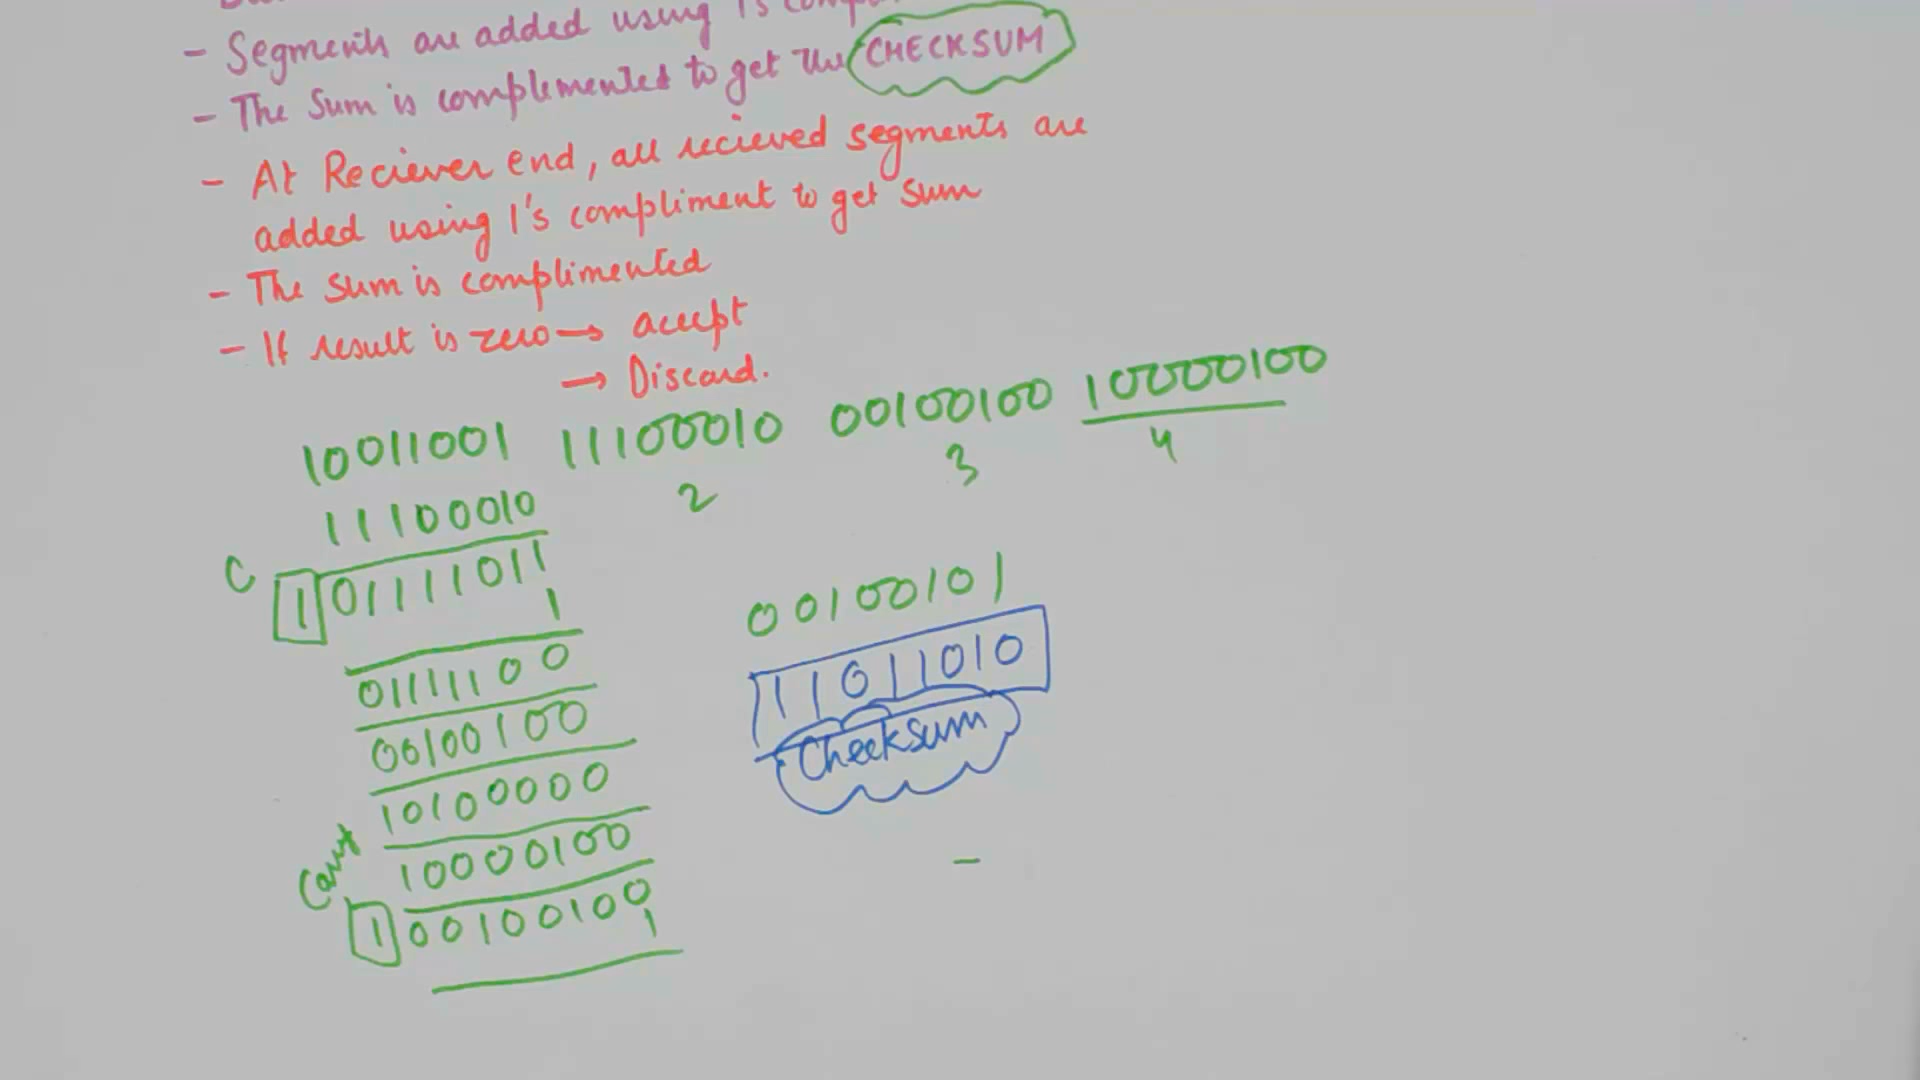 - Segments are added using 1's
- The Sum is complemented to get the CHECKSUM
- At Reciever end, all recieved segments are
added using 1's compliment to get sum
- The sum is complimented
- If result is zero → accept
→ Discard.
10011001 11100010 00100100 10000100
2 3 4
11100010
C 1 01111011
1
01111100
00100100
10100000
10000100
Carry
1 00100100
1
00100101
11011010
Checksum